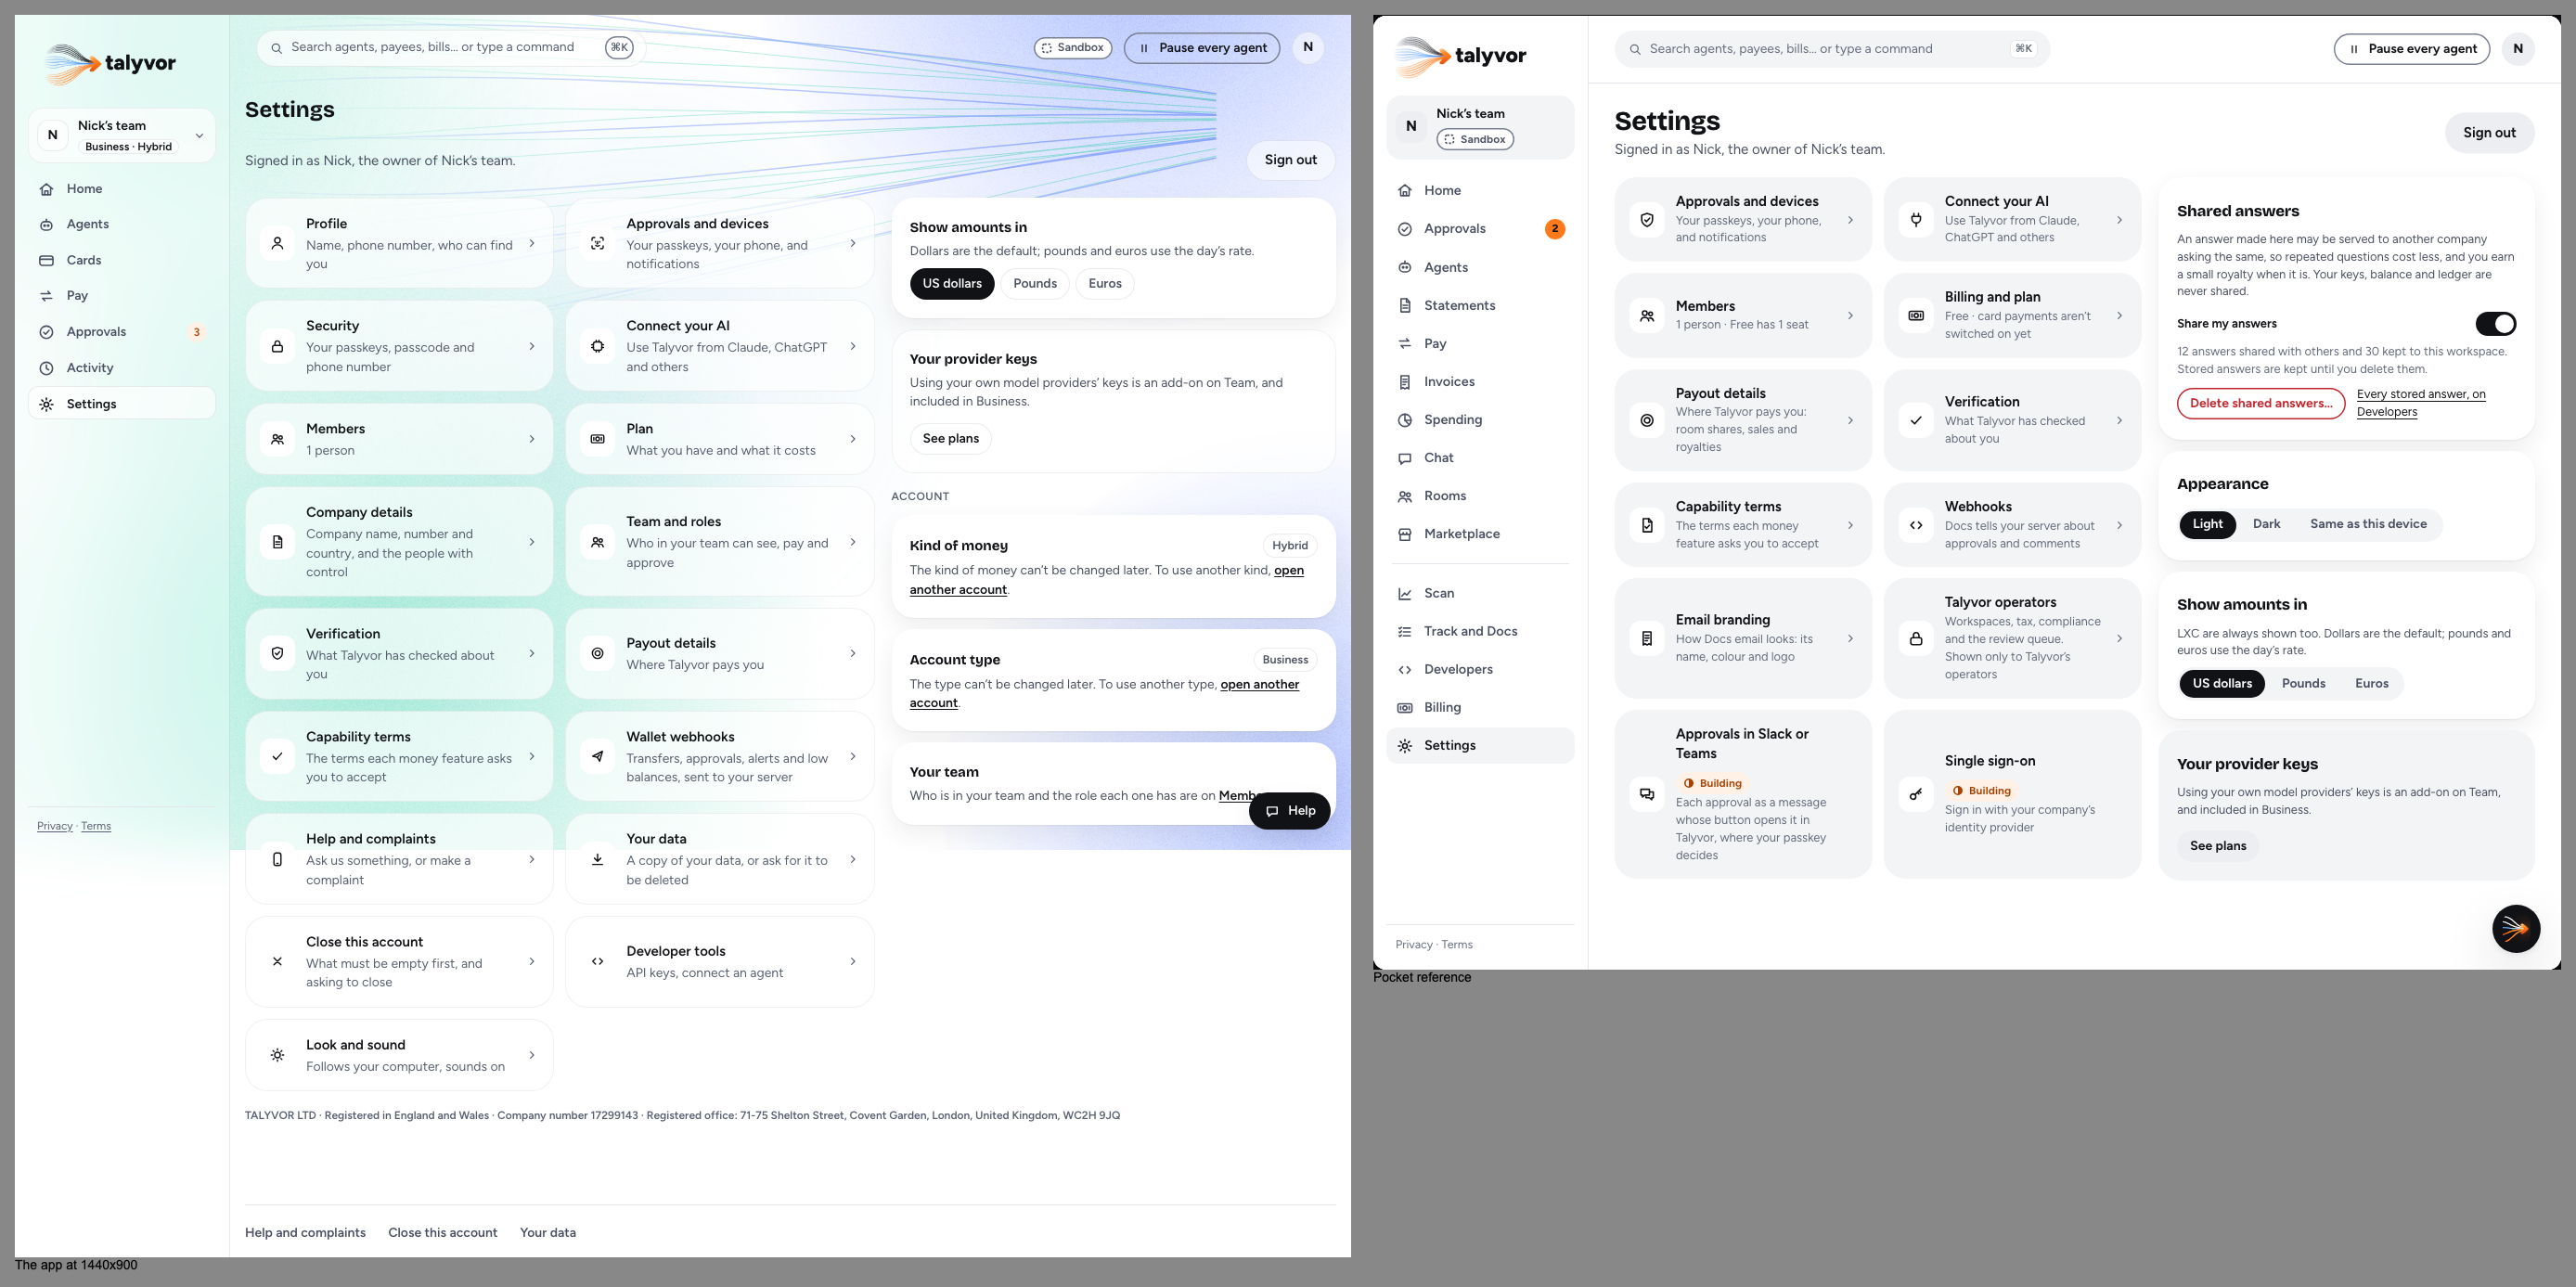 talyvor
Search agents, payees, bills... or type a command
⌘K
Sandbox
Pause every agent
N
N
Nick's team
Business · Hybrid
Home
Agents
Cards
Pay
Approvals
3
Activity
Settings
Privacy · Terms
Settings
Signed in as Nick, the owner of Nick's team.
Sign out
Profile
Name, phone number, who can find
you
Approvals and devices
Your passkeys, your phone, and
notifications
Security
Your passkeys, passcode and
phone number
Connect your AI
Use Talyvor from Claude, ChatGPT
and others
Members
1 person
Plan
What you have and what it costs
Company details
Company name, number and
country, and the people with
control
Team and roles
Who in your team can see, pay and
approve
Verification
What Talyvor has checked about
you
Payout details
Where Talyvor pays you
Capability terms
The terms each money feature asks
you to accept
Wallet webhooks
Transfers, approvals, alerts and low
balances, sent to your server
Help and complaints
Ask us something, or make a
complaint
Your data
A copy of your data, or ask for it to
be deleted
Close this account
What must be empty first, and
asking to close
Developer tools
API keys, connect an agent
Look and sound
Follows your computer, sounds on
Show amounts in
Dollars are the default; pounds and euros use the day's rate.
US dollars
Pounds
Euros
Your provider keys
Using your own model providers' keys is an add-on on Team, and
included in Business.
See plans
ACCOUNT
Kind of money
Hybrid
The kind of money can't be changed later. To use another kind, open
another account.
Account type
Business
The type can't be changed later. To use another type, open another
account.
Your team
Who is in your team and the role each one has are on
Help
TALYVOR LTD · Registered in England and Wales · Company number 17299143 · Registered office: 71-75 Shelton Street, Covent Garden, London, United Kingdom, WC2H 9JQ
Help and complaints
Close this account
Your data
The app at 1440x900
talyvor
Search agents, payees, bills... or type a command
⌘K
Pause every agent
N
N
Nick's team
Sandbox
Home
Approvals
2
Agents
Statements
Pay
Invoices
Spending
Chat
Rooms
Marketplace
Scan
Track and Docs
Developers
Billing
Settings
Privacy · Terms
Settings
Signed in as Nick, the owner of Nick's team.
Sign out
Approvals and devices
Your passkeys, your phone,
and notifications
Connect your AI
Use Talyvor from Claude,
ChatGPT and others
Members
1 person · Free has 1 seat
Billing and plan
Free · card payments aren't
switched on yet
Payout details
Where Talyvor pays you:
room shares, sales and
royalties
Verification
What Talyvor has checked
about you
Capability terms
The terms each money
feature asks you to accept
Webhooks
Docs tells your server about
approvals and comments
Email branding
How Docs email looks: its
name, colour and logo
Talyvor operators
Workspaces, tax, compliance
and the review queue.
Shown only to Talyvor's
operators
Approvals in Slack or
Teams
Building
Each approval as a message
whose button opens it in
Talyvor, where your passkey
decides
Single sign-on
Building
Sign in with your company's
identity provider
Shared answers
An answer made here may be served to another company
asking the same, so repeated questions cost less, and you earn
a small royalty when it is. Your keys, balance and ledger are
never shared.
Share my answers
12 answers shared with others and 30 kept to this workspace.
Stored answers are kept until you delete them.
Delete shared answers...
Every stored answer, on
Developers
Appearance
Light
Dark
Same as this device
Show amounts in
LXC are always shown too. Dollars are the default; pounds and
euros use the day's rate.
US dollars
Pounds
Euros
Your provider keys
Using your own model providers' keys is an add-on on Team,
and included in Business.
See plans
Pocket reference